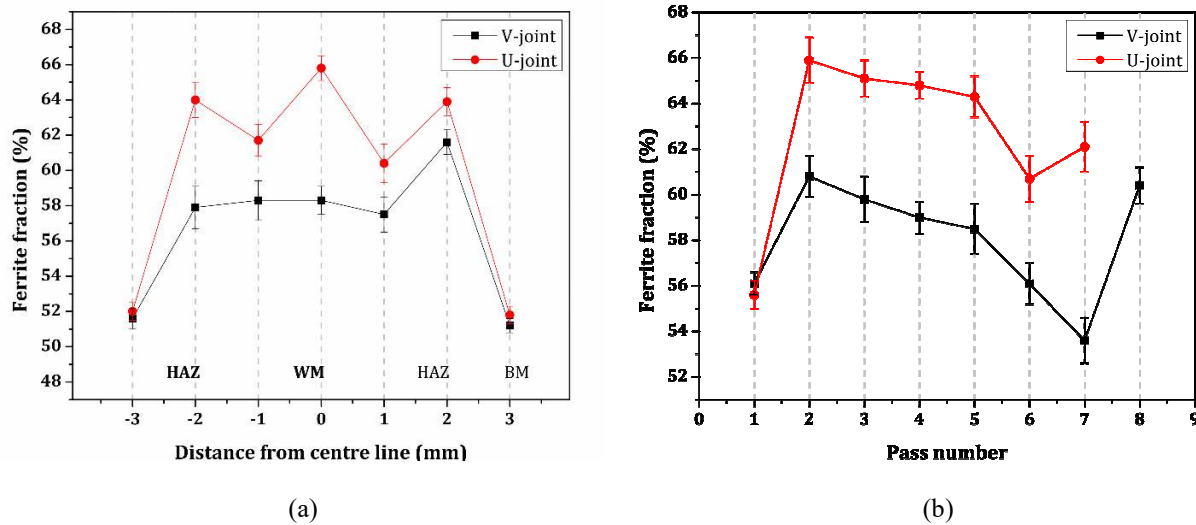 68
66
64
62
60
58
56
54
52
50
48
Ferrite fraction (%)
V-joint
U-joint
HAZ WM HAZ BM
-3 -2 -1 0 1 2 3
Distance from centre line (mm)
(a)
68
66
64
62
60
58
56
54
52
Ferrite fraction (%)
V-joint
U-joint
0 1 2 3 4 5 6 7 8 9
Pass number
(b)